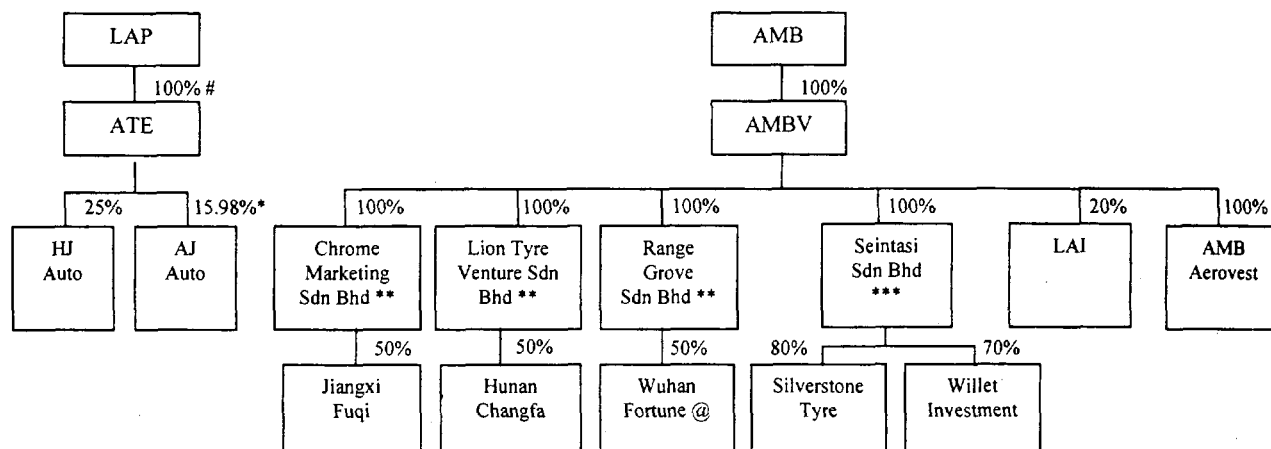 LAP
AMB
100% #
100%
ATE
AMBV
25%
15.98%*
100%
100%
100%
100%
20%
100%
HJ
Auto
AJ
Auto
Chrome
Marketing
Sdn Bhd **
Lion Tyre
Venture Sdn
Bhd **
Range
Grove
Sdn Bhd **
Seintasi
Sdn Bhd
***
LAI
AMB
Aerovest
50%
50%
50%
80%
70%
Jiangxi
Fuqi
Hunan
Changfa
Wuhan
Fortune @
Silverstone
Tyre
Willet
Investment